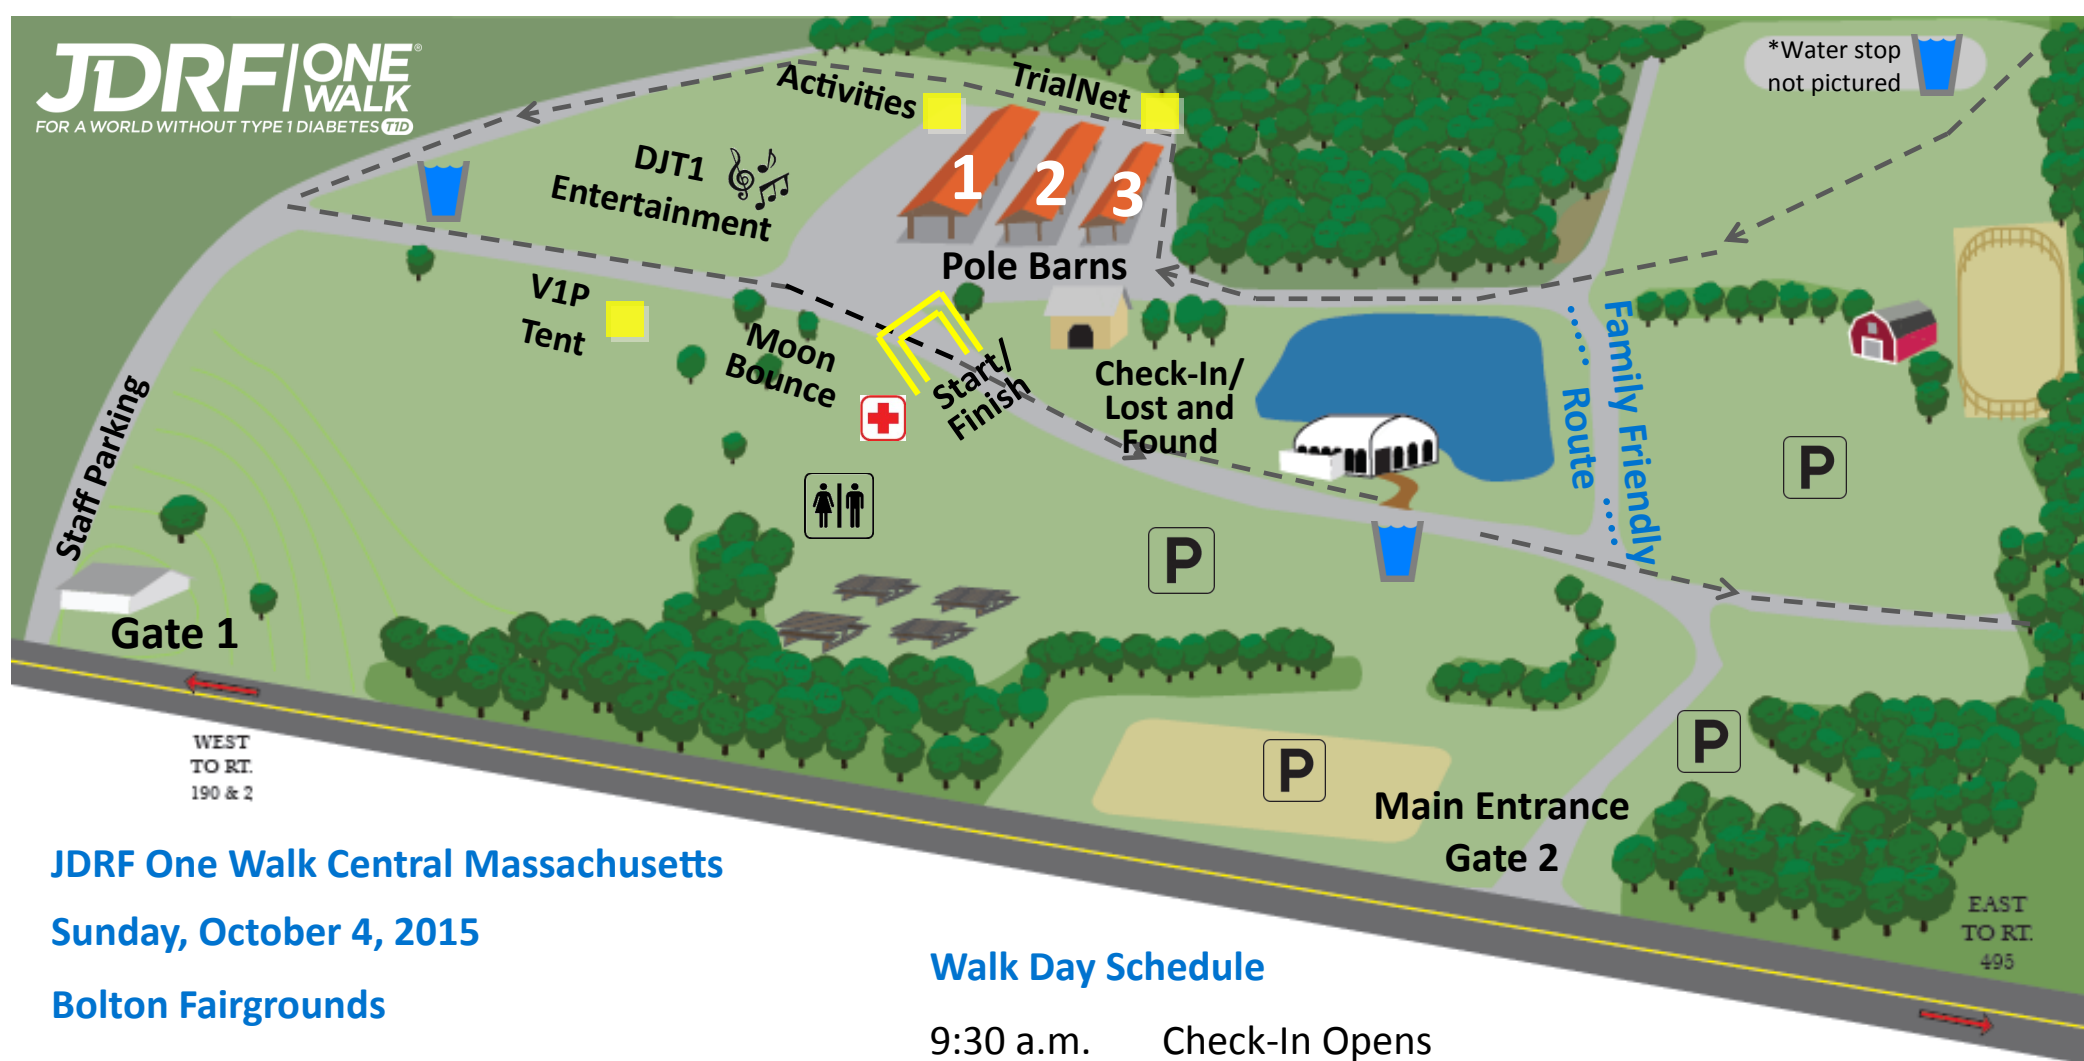 JDRF ONE WALK®
FOR A WORLD WITHOUT TYPE 1 DIABETES T1D
*Water stop
not pictured
Activities
TrialNet
DJT1
Entertainment
1
2
3
Pole Barns
V1P
Tent
Moon
Bounce
Start/
Finish
Check-In/
Lost and
Found
Family Friendly
..... Route ....
Staff Parking
P
P
P
P
Gate 1
Main Entrance
Gate 2
WEST
TO RT.
190 & 2
EAST
TO RT.
495
JDRF One Walk Central Massachusetts
Sunday, October 4, 2015
Bolton Fairgrounds
Walk Day Schedule
9:30 a.m. Check-In Opens